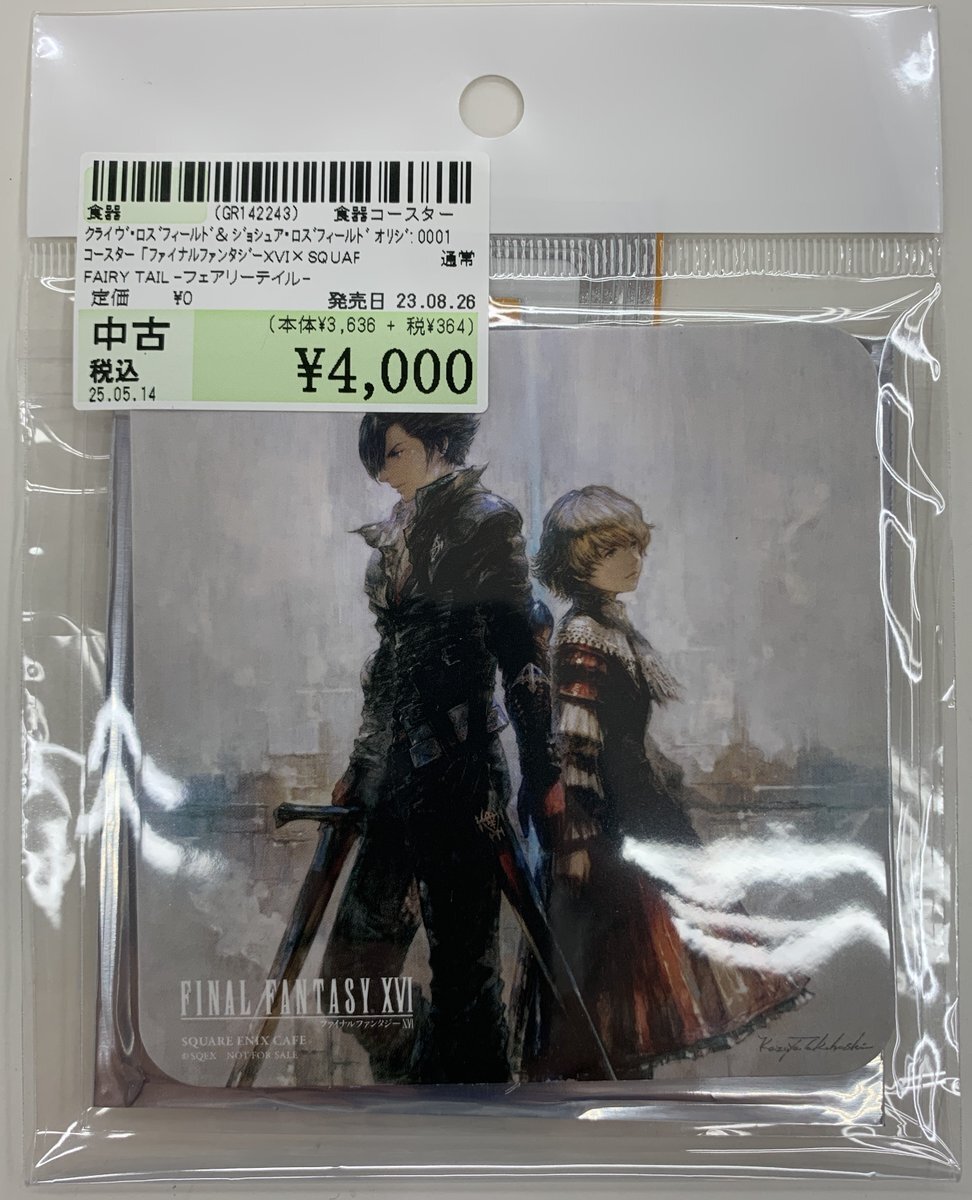 食器 (GR142243) 食器コースター
クライヴ・ロズフィールド& ジョシュア・ロズフィールド オリジ:0001
コースター 「ファイナルファンタジーXVI×SQUAR 通常
FAIRY TAIL -フェアリーテイル-
定価 ¥0 発売日 23.08.26
中古 (本体¥3,636 + 税¥364)
税込 ¥4,000
25.05.14
FINAL FANTASY XVI
ファイナルファンタジーXVI
SQUARE ENIX CAFE
©SQEX NOT FOR SALE
Kazuya Takahashi